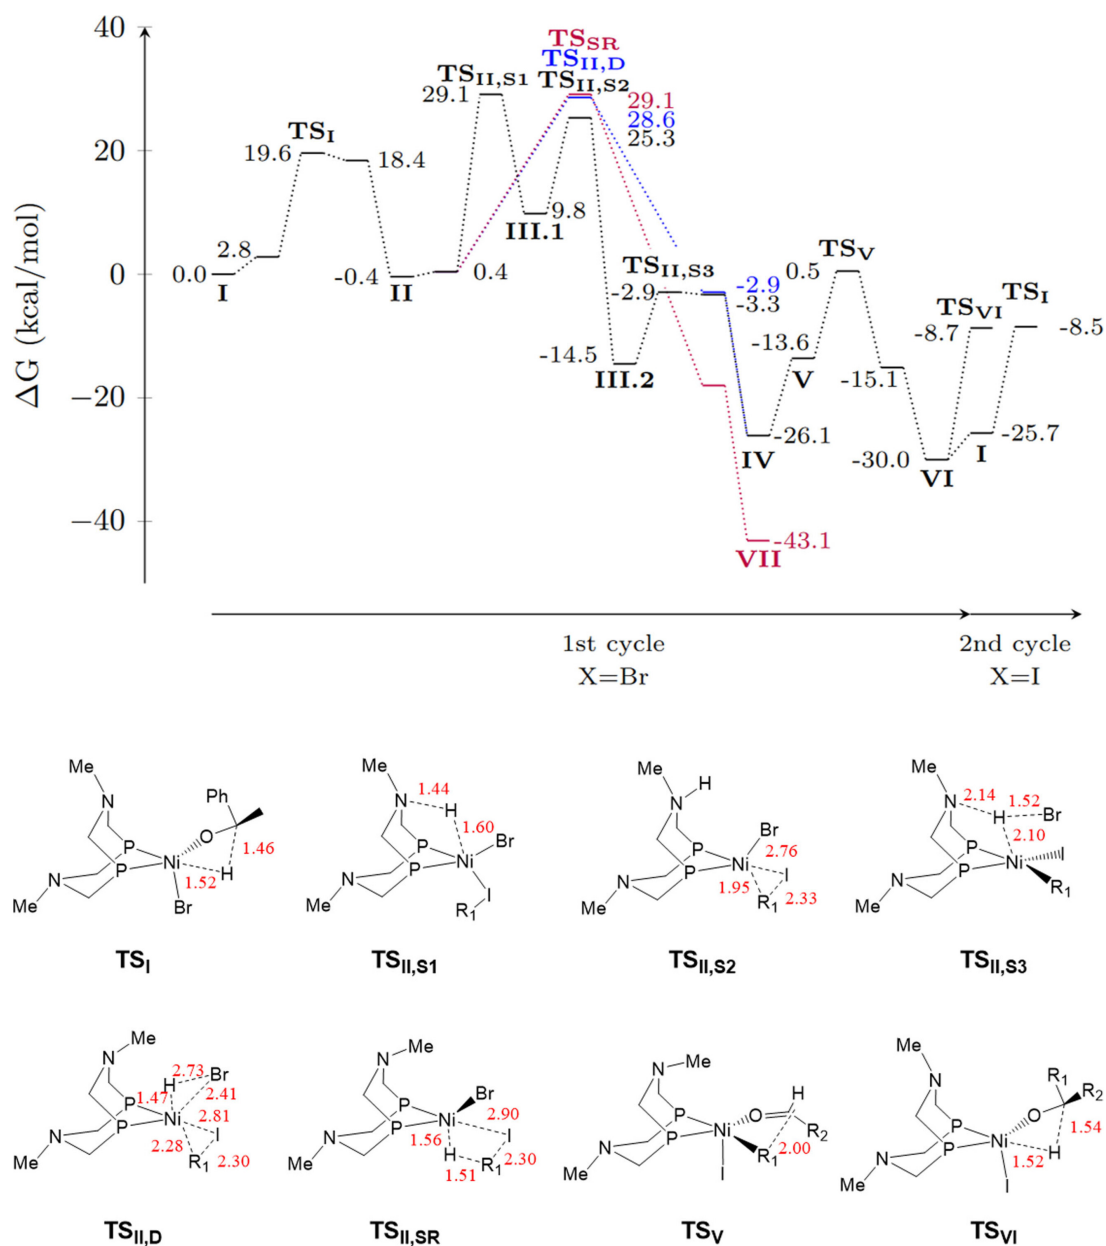 40
20
0
−20
−40
ΔG (kcal/mol)
TS_SR
TS_II,D
TS_II,S2
TS_II,S1
29.1
29.1
28.6
25.3
TS_I
19.6
18.4
2.8
9.8
III.1
0.0
I
-0.4
II
0.4
TS_II,S3
-2.9
-2.9
-3.3
TS_V
0.5
TS_VI
TS_I
-8.7
-8.5
-14.5
III.2
-13.6
V
-15.1
-26.1
IV
-30.0
VI
I
-25.7
-43.1
VII
1st cycle
X=Br
2nd cycle
X=I
Me
N
Ph
O
P
P
Ni
1.46
1.52
H
N
Me
Br
TS_I
Me
1.44
N
H
1.60
Br
P
P
Ni
N
Me
I
R1
TS_II,S1
Me
H
N
Br
P
P
Ni
2.76
I
N
1.95
2.33
Me
R1
TS_II,S2
Me
N
2.14
1.52
H
Br
2.10
P
P
Ni
I
N
Me
R1
TS_II,S3
Me
N
2.73
Br
H
2.41
P
1.47
Ni
2.81
P
I
N
2.28
R1
2.30
Me
TS_II,D
Me
N
Br
P
P
Ni
2.90
1.56
I
N
H
R1
2.30
1.51
Me
TS_II,SR
Me
N
H
P
O
P
Ni
R2
N
R1
2.00
Me
I
TS_V
Me
N
R1
R2
O
P
P
Ni
1.54
1.52
H
N
Me
I
TS_VI